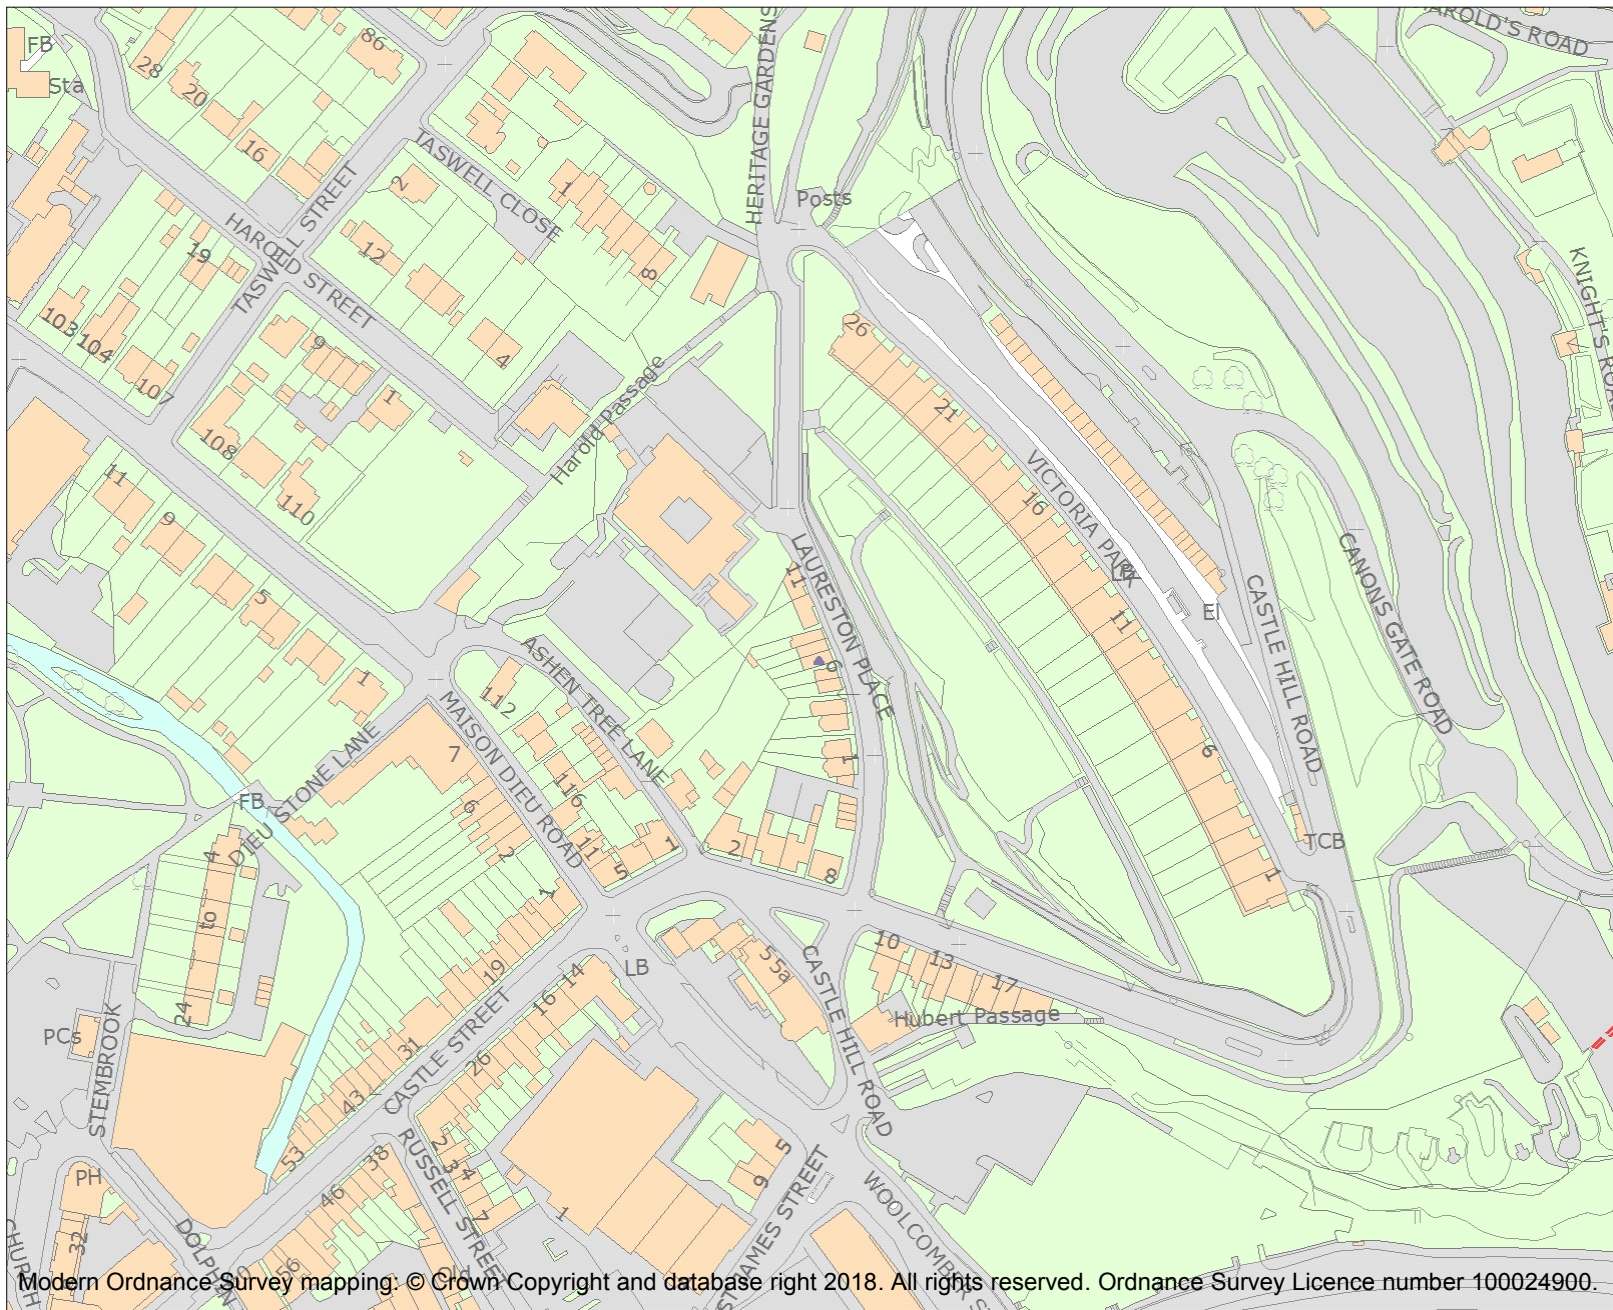 FB
Sta
28
20
16
86
HAROLD'S ROAD
HERITAGE GARDENS
TASWELL CLOSE
2
1
8
Posts
TASWELL STREET
HAROLD STREET
19
12
4
103
104
107
9
1
108
110
Harold Passage
KNIGHT'S ROAD
26
21
16
11
6
1
VICTORIA PARK
LB
El
CASTLE HILL ROAD
CANONS GATE ROAD
TCB
11
9
5
1
LAURESTON PLACE
11
6
1
ASHEN TREE LANE
112
116
11
5
1
2
8
MAISON DIEU ROAD
7
6
2
1
DIEU STONE LANE
FB
4
to
24
PCs
STEMBROOK
PH
32
CHURCH
DOLPHIN
CASTLE STREET
19
31
43
53
14
16
26
38
46
56
LB
55a
CASTLE HILL ROAD
10
13
17
Hubert Passage
RUSSELL STREET
2
3
4
7
1
Old
5
9
ST JAMES STREET
WOOLCOMBER S
Modern Ordnance Survey mapping: © Crown Copyright and database right 2018. All rights reserved. Ordnance Survey Licence number 100024900.